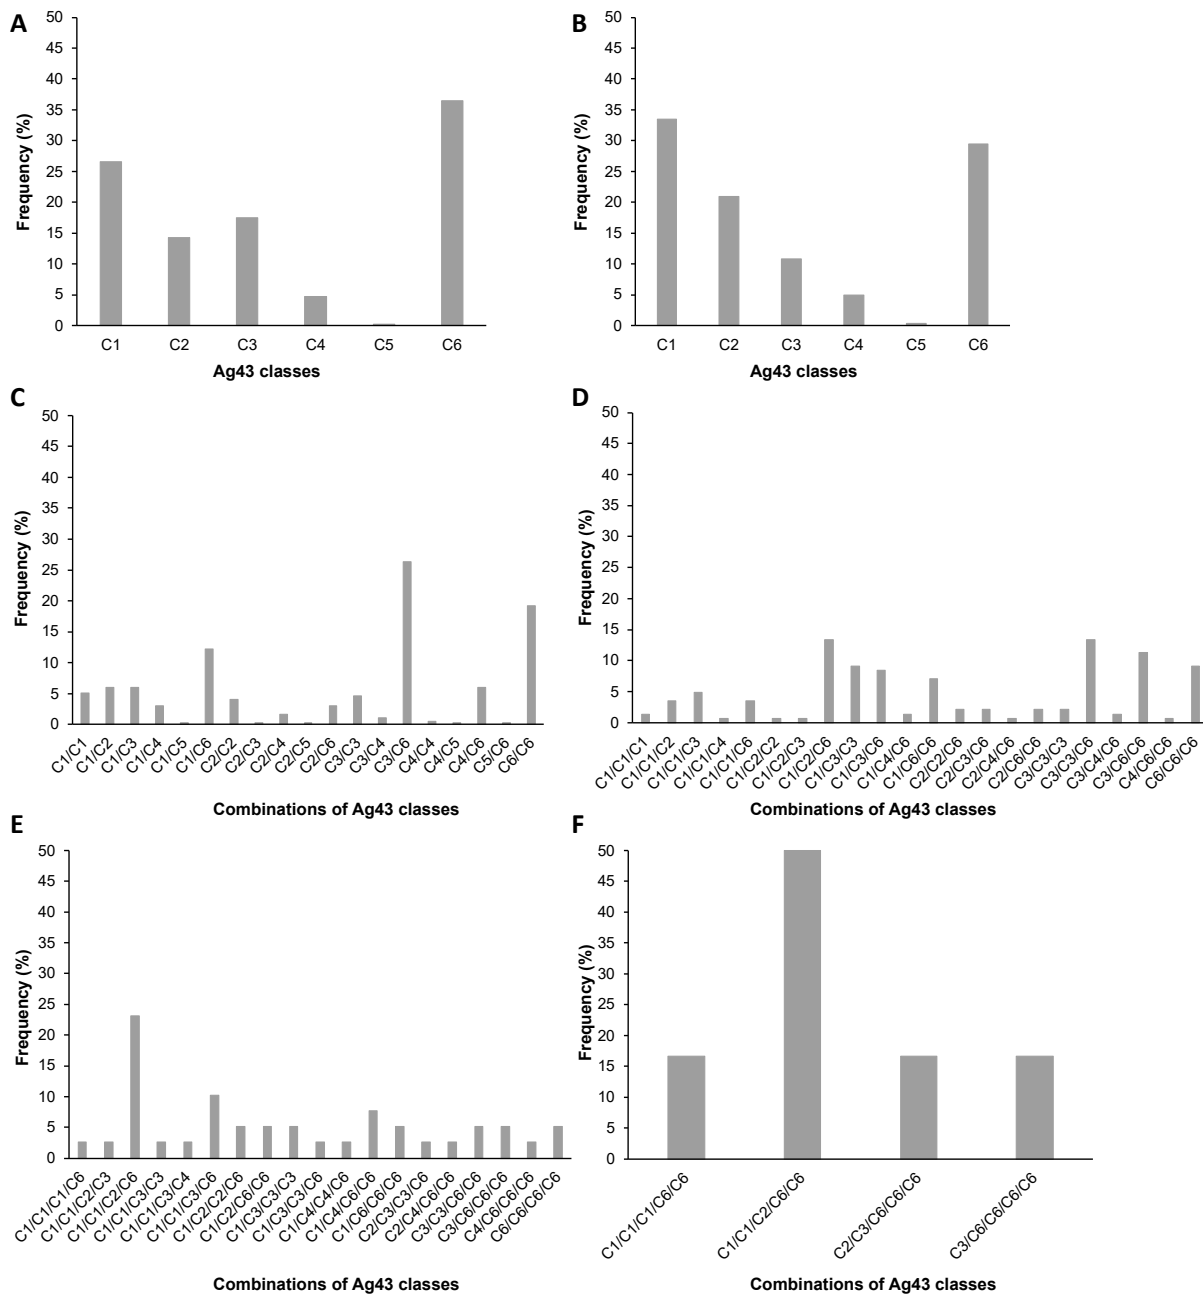 A
50
45
40
35
30
25
20
15
10
5
0
Frequency (%)
C1 C2 C3 C4 C5 C6
Ag43 classes
B
50
45
40
35
30
25
20
15
10
5
0
Frequency (%)
C1 C2 C3 C4 C5 C6
Ag43 classes
C
50
45
40
35
30
25
20
15
10
5
0
Frequency (%)
C1/C1
C1/C2
C1/C3
C1/C4
C1/C5
C1/C6
C2/C2
C2/C3
C2/C4
C2/C5
C2/C6
C3/C3
C3/C4
C3/C6
C4/C4
C4/C5
C4/C6
C5/C6
C6/C6
Combinations of Ag43 classes
D
50
45
40
35
30
25
20
15
10
5
0
Frequency (%)
C1/C1/C1
C1/C1/C2
C1/C1/C3
C1/C1/C4
C1/C1/C6
C1/C2/C2
C1/C2/C3
C1/C2/C6
C1/C3/C3
C1/C3/C6
C1/C4/C6
C1/C6/C6
C2/C2/C6
C2/C3/C6
C2/C4/C6
C2/C6/C6
C3/C3/C3
C3/C3/C6
C3/C4/C6
C3/C6/C6
C4/C6/C6
C6/C6/C6
Combinations of Ag43 classes
E
50
45
40
35
30
25
20
15
10
5
0
Frequency (%)
C1/C1/C1/C6
C1/C1/C2/C3
C1/C1/C2/C6
C1/C1/C3/C3
C1/C1/C3/C4
C1/C1/C3/C6
C1/C2/C2/C6
C1/C2/C6/C6
C1/C3/C3/C3
C1/C3/C3/C6
C1/C4/C4/C6
C1/C4/C6/C6
C1/C6/C6/C6
C2/C3/C3/C6
C2/C4/C6/C6
C3/C3/C6/C6
C3/C6/C6/C6
C4/C6/C6/C6
C6/C6/C6/C6
Combinations of Ag43 classes
F
50
45
40
35
30
25
20
15
10
5
0
Frequency (%)
C1/C1/C1/C6/C6
C1/C1/C2/C6/C6
C2/C3/C6/C6/C6
C3/C6/C6/C6/C6
Combinations of Ag43 classes